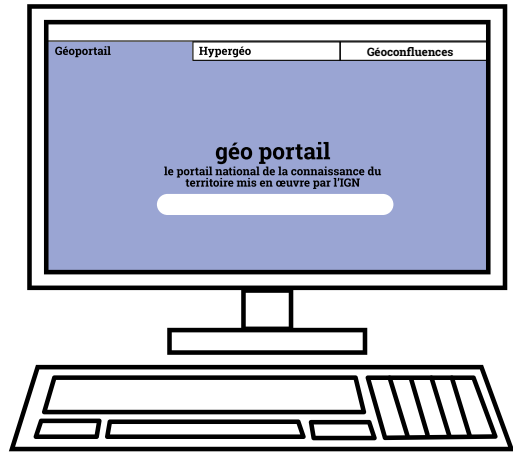 Géoportail
Hypergéo
Géoconfluences
géo portail
le portail national de la connaissance du
territoire mis en œuvre par l'IGN